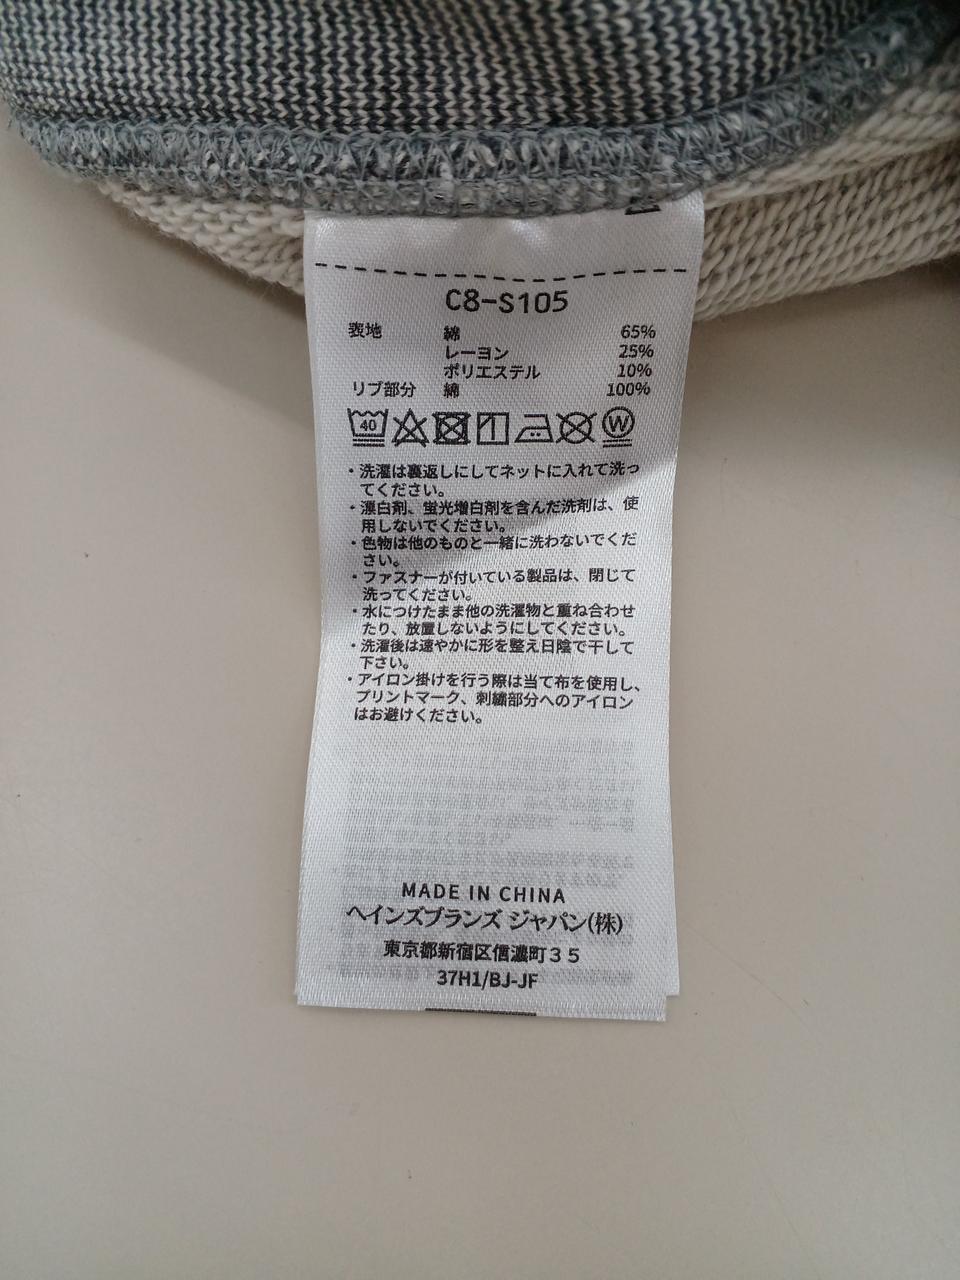 C8-S105
表地 綿 65%
レーヨン 25%
ポリエステル 10%
リブ部分 綿 100%
40 W
・洗濯は裏返しにしてネットに入れて洗っ
てください。
・漂白剤、蛍光増白剤を含んだ洗剤は、使
用しないでください。
・色物は他のものと一緒に洗わないでくだ
さい。
・ファスナーが付いている製品は、閉じて
洗ってください。
・水につけたまま他の洗濯物と重ね合わせ
たり、放置しないようにしてください。
・洗濯後は速やかに形を整え日陰で干して
下さい。
・アイロン掛けを行う際は当て布を使用し、
プリントマーク、刺繍部分へのアイロン
はお避けください。
MADE IN CHINA
ヘインズブランズ ジャパン(株)
東京都新宿区信濃町３５
37H1/BJ-JF